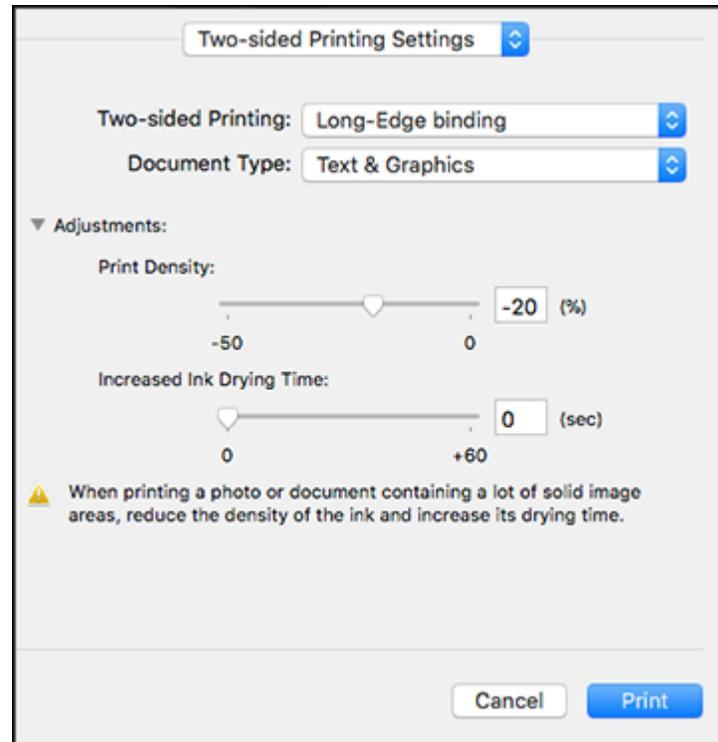 Two-sided Printing Settings
Two-sided Printing: Long-Edge binding
Document Type: Text & Graphics
Adjustments:
Print Density:
-20 (%)
-50 0
Increased Ink Drying Time:
0 (sec)
0 +60
When printing a photo or document containing a lot of solid image
areas, reduce the density of the ink and increase its drying time.
Cancel Print